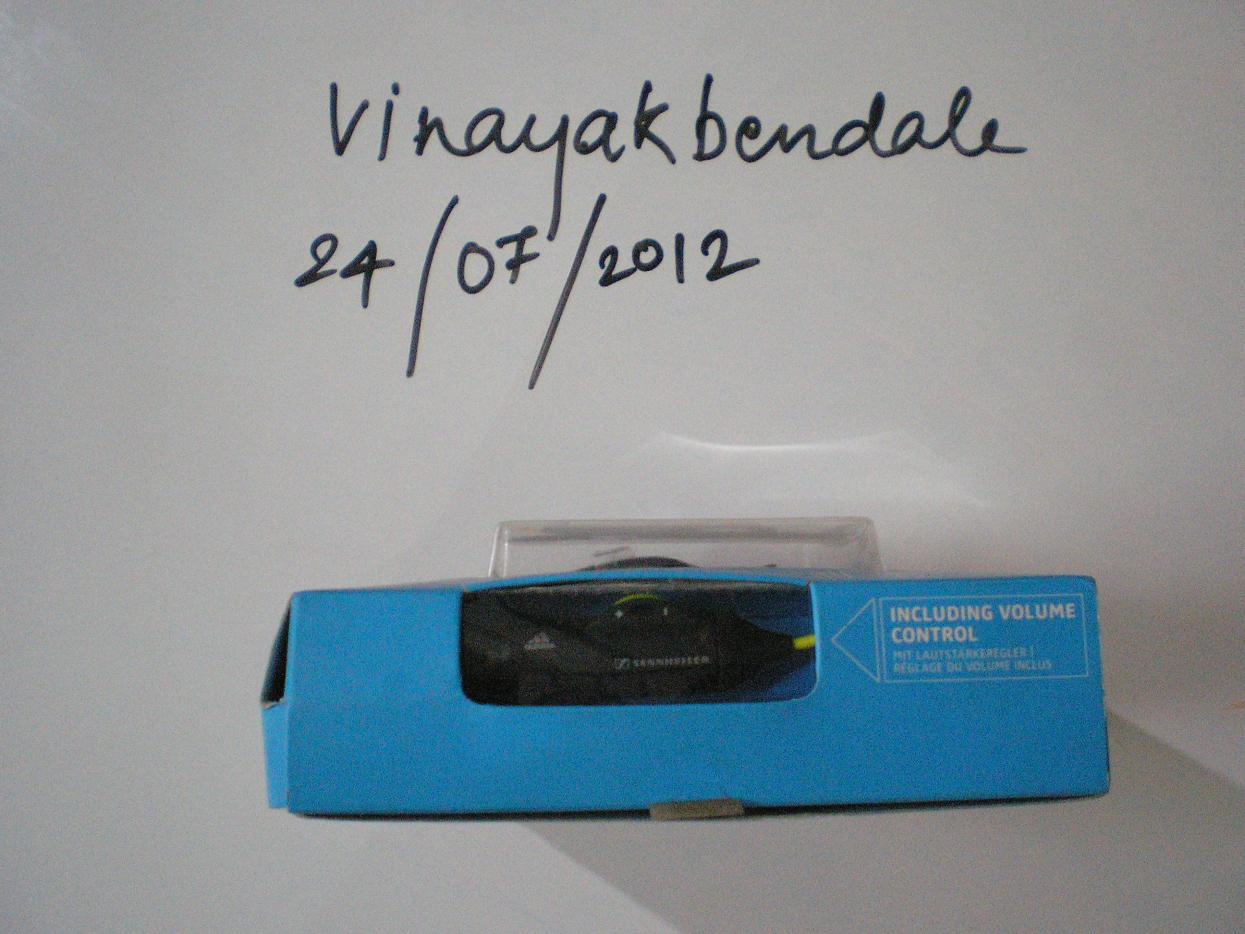 Vinayakbendale
24/07/2012
SENNHEISER
INCLUDING VOLUME
CONTROL
MIT LAUTSTÄRKEREGLER |
RÉGLAGE DU VOLUME INCLUS